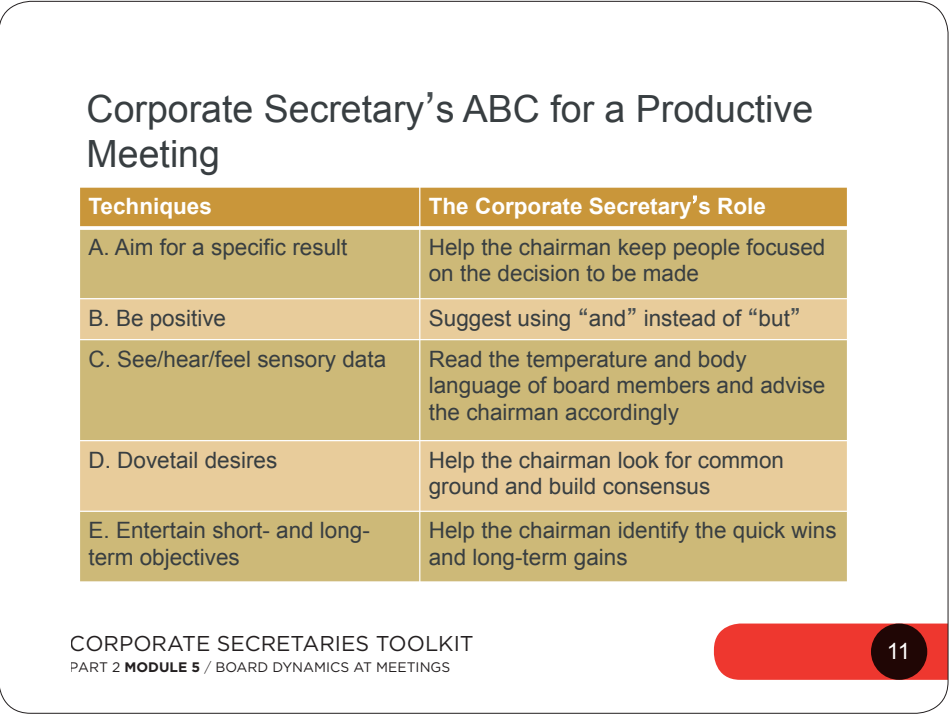 Corporate Secretary’s ABC for a Productive
Meeting
Techniques
The Corporate Secretary’s Role
A. Aim for a specific result
Help the chairman keep people focused
on the decision to be made
B. Be positive
Suggest using “and” instead of “but”
C. See/hear/feel sensory data
Read the temperature and body
language of board members and advise
the chairman accordingly
D. Dovetail desires
Help the chairman look for common
ground and build consensus
E. Entertain short- and long-
term objectives
Help the chairman identify the quick wins
and long-term gains
CORPORATE SECRETARIES TOOLKIT
PART 2 MODULE 5 / BOARD DYNAMICS AT MEETINGS
11